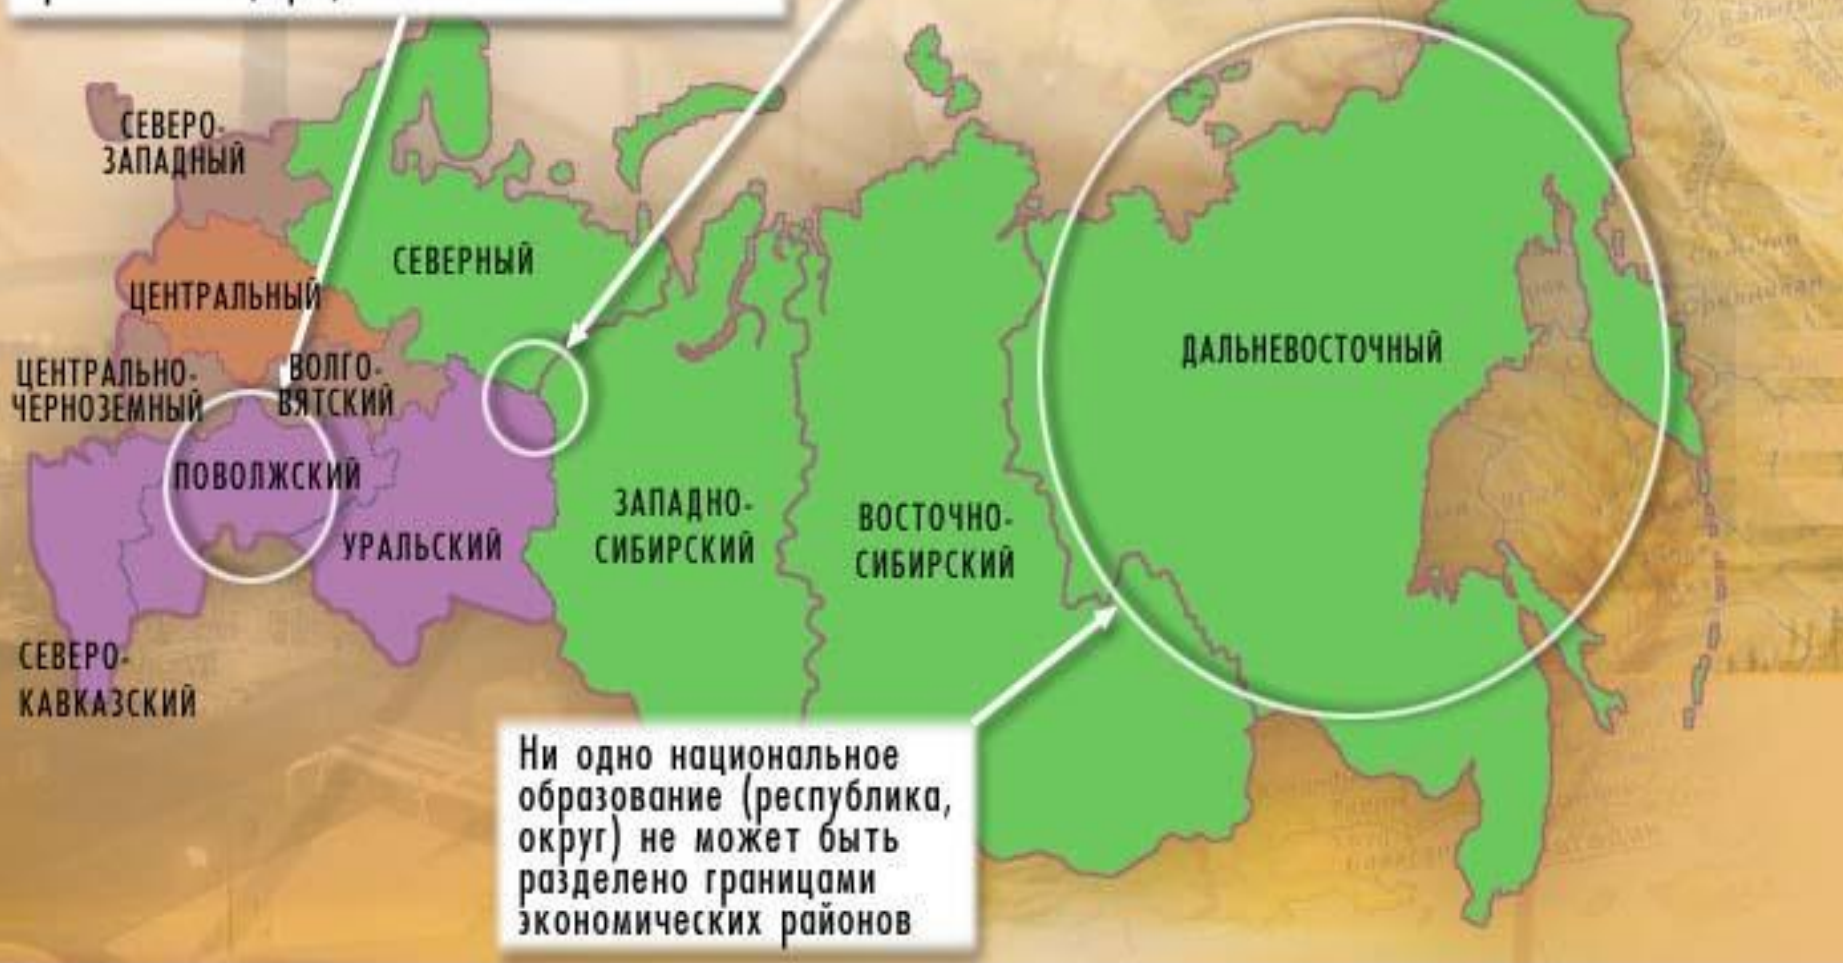 СЕВЕРО-
ЗАПАДНЫЙ
СЕВЕРНЫЙ
ЦЕНТРАЛЬНЫЙ
ЦЕНТРАЛЬНО-
ЧЕРНОЗЕМНЫЙ
ВОЛГО-
ВЯТСКИЙ
ПОВОЛЖСКИЙ
УРАЛЬСКИЙ
СЕВЕРО-
КАВКАЗСКИЙ
ЗАПАДНО-
СИБИРСКИЙ
ВОСТОЧНО-
СИБИРСКИЙ
ДАЛЬНЕВОСТОЧНЫЙ
Ни одно национальное
образование (республика,
округ) не может быть
разделено границами
экономических районов